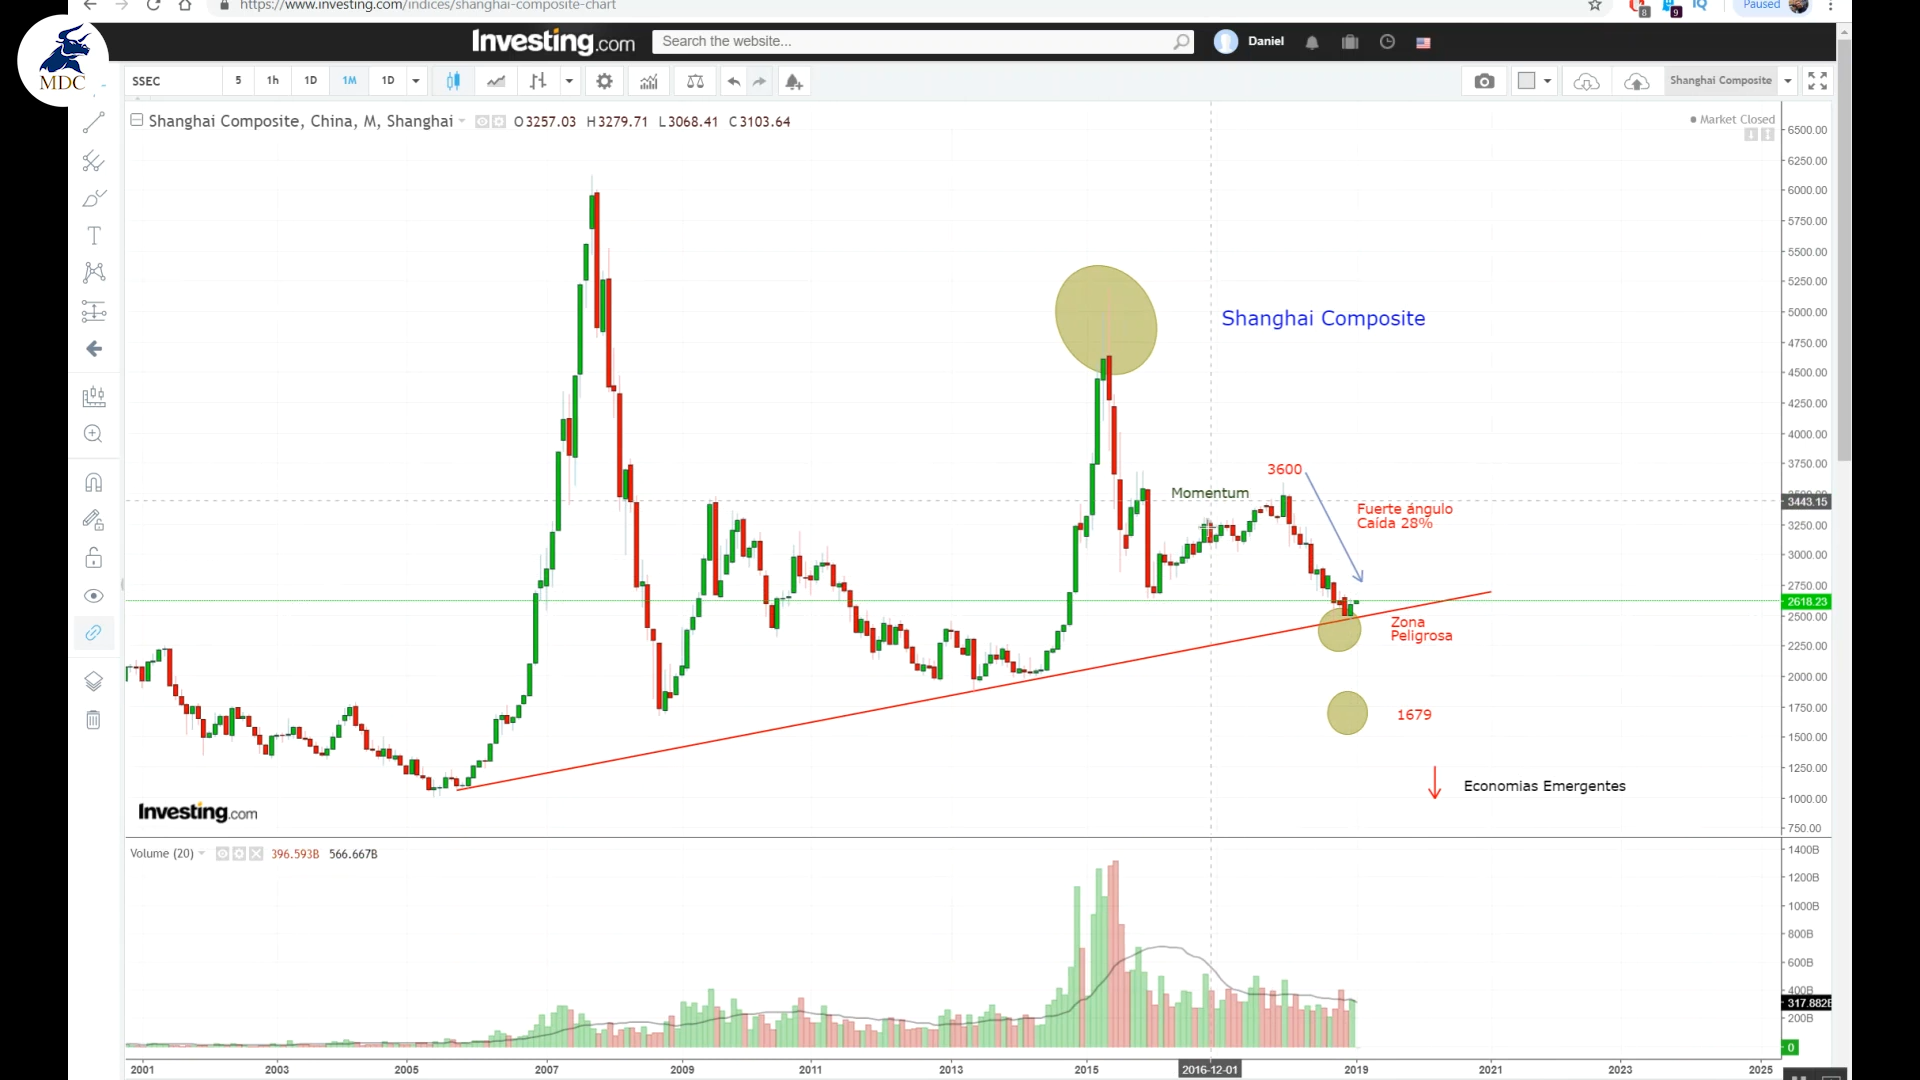 https://www.investing.com/indices/shanghai-composite-chart
Paused
8
9
IQ
MDC
Investing.com
Search the website...
Daniel
SSEC
5
1h
1D
1M
1D
Shanghai Composite
Shanghai Composite, China, M, Shanghai
O3257.03 H3279.71 L3068.41 C3103.64
Market Closed
6500.00
6250.00
6000.00
5750.00
5500.00
5250.00
5000.00
4750.00
4500.00
4250.00
4000.00
3750.00
3443.15
3250.00
3000.00
2750.00
2618.23
2500.00
2250.00
2000.00
1750.00
1500.00
1250.00
1000.00
750.00
Shanghai Composite
3600
Momentum
Fuerte ángulo
Caída 28%
Zona
Peligrosa
1679
Economias Emergentes
Investing.com
Volume (20)
396.593B 566.667B
1400B
1200B
1000B
800B
600B
400B
317.882B
200B
0
2001
2003
2005
2007
2009
2011
2013
2015
2016-12-01
2019
2021
2023
2025